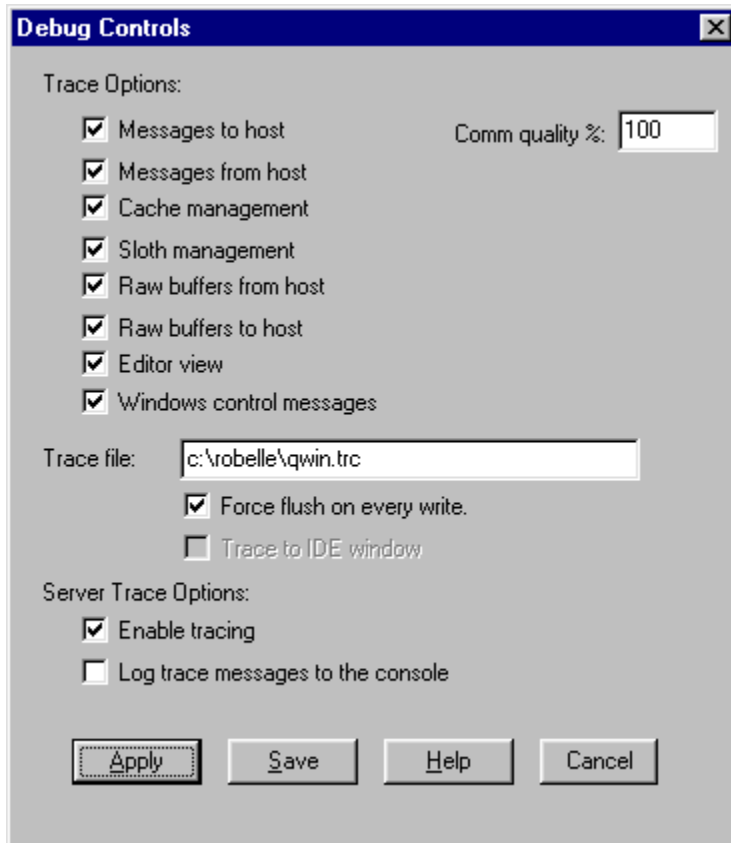 Debug Controls
Trace Options:
Messages to host
Comm quality %: 100
Messages from host
Cache management
Sloth management
Raw buffers from host
Raw buffers to host
Editor view
Windows control messages
Trace file: c:\robelle\qwin.trc
Force flush on every write.
Trace to IDE window
Server Trace Options:
Enable tracing
Log trace messages to the console
Apply Save Help Cancel